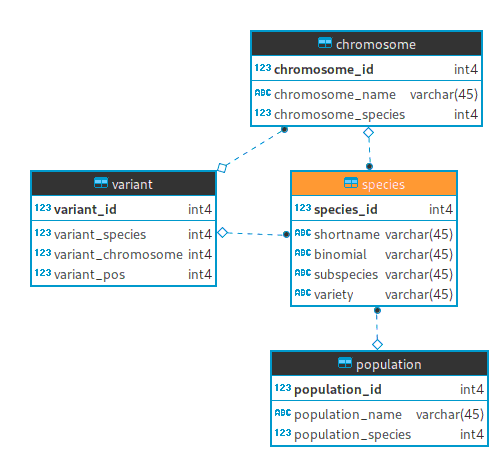 chromosome
123 chromosome_id int4
ABC chromosome_name varchar(45)
123 chromosome_species int4
variant
123 variant_id int4
123 variant_species int4
123 variant_chromosome int4
123 variant_pos int4
species
123 species_id int4
ABC shortname varchar(45)
ABC binomial varchar(45)
ABC subspecies varchar(45)
ABC variety varchar(45)
population
123 population_id int4
ABC population_name varchar(45)
123 population_species int4